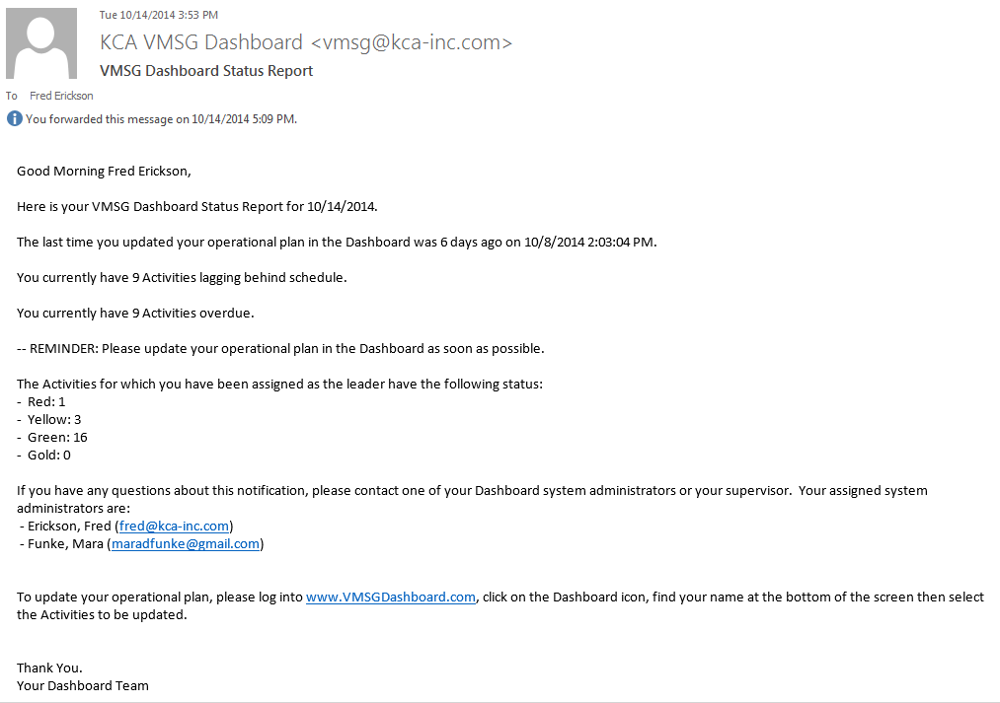 Tue 10/14/2014 3:53 PM
KCA VMSG Dashboard <vmsg@kca-inc.com>
VMSG Dashboard Status Report
To Fred Erickson
You forwarded this message on 10/14/2014 5:09 PM.
Good Morning Fred Erickson,
Here is your VMSG Dashboard Status Report for 10/14/2014.
The last time you updated your operational plan in the Dashboard was 6 days ago on 10/8/2014 2:03:04 PM.
You currently have 9 Activities lagging behind schedule.
You currently have 9 Activities overdue.
-- REMINDER: Please update your operational plan in the Dashboard as soon as possible.
The Activities for which you have been assigned as the leader have the following status:
- Red: 1
- Yellow: 3
- Green: 16
- Gold: 0
If you have any questions about this notification, please contact one of your Dashboard system administrators or your supervisor. Your assigned system
administrators are:
- Erickson, Fred (fred@kca-inc.com)
- Funke, Mara (maradfunke@gmail.com)
To update your operational plan, please log into www.VMSGDashboard.com, click on the Dashboard icon, find your name at the bottom of the screen then select
the Activities to be updated.
Thank You.
Your Dashboard Team